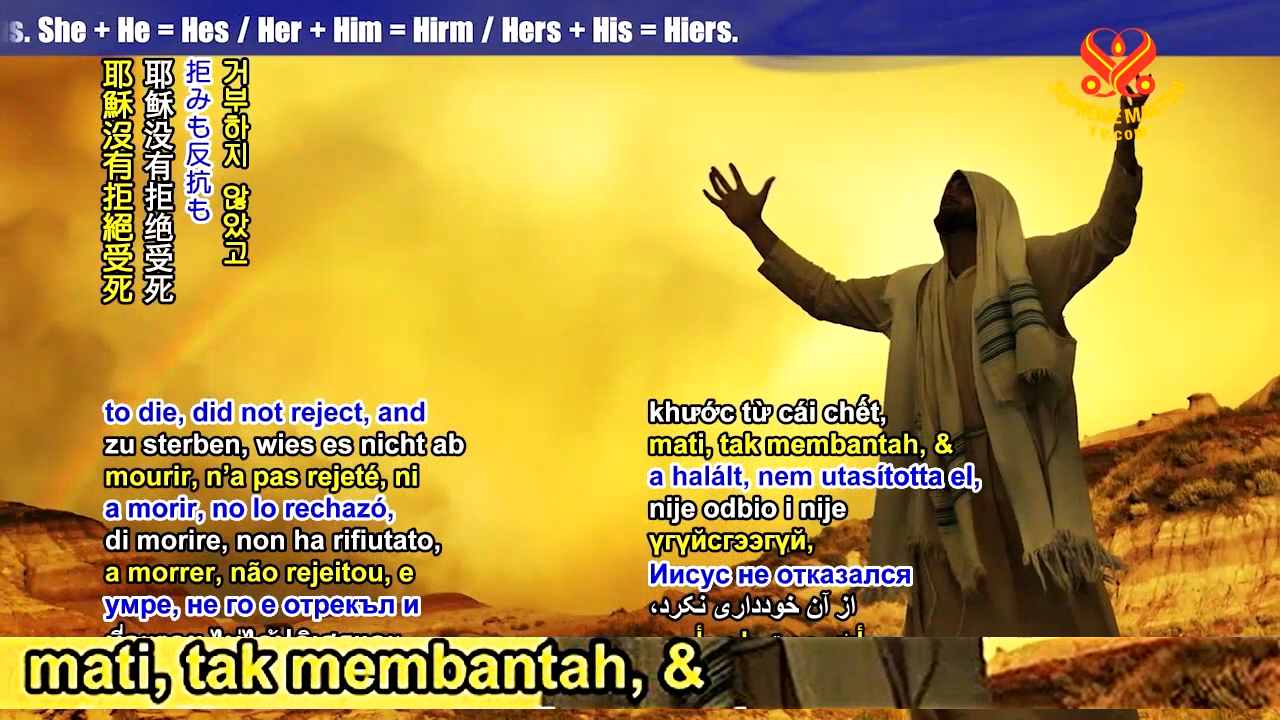 s. She + He = Hes / Her + Him = Hirm / Hers + His = Hiers.
SUPREME MASTER
TV.COM
거부하지 않았고
拒みも反抗も
耶稣没有拒绝受死
耶穌沒有拒絕受死
to die, did not reject, and
zu sterben, wies es nicht ab
mourir, n'a pas rejeté, ni
a morir, no lo rechazó,
di morire, non ha rifiutato,
a morrer, não rejeitou, e
умре, не го е отрекъл и
khước từ cái chết,
mati, tak membantah, &
a halált, nem utasította el,
nije odbio i nije
үгүйсгээгүй,
Иисус не отказался
از آن خودداری نکرد،
mati, tak membantah, &